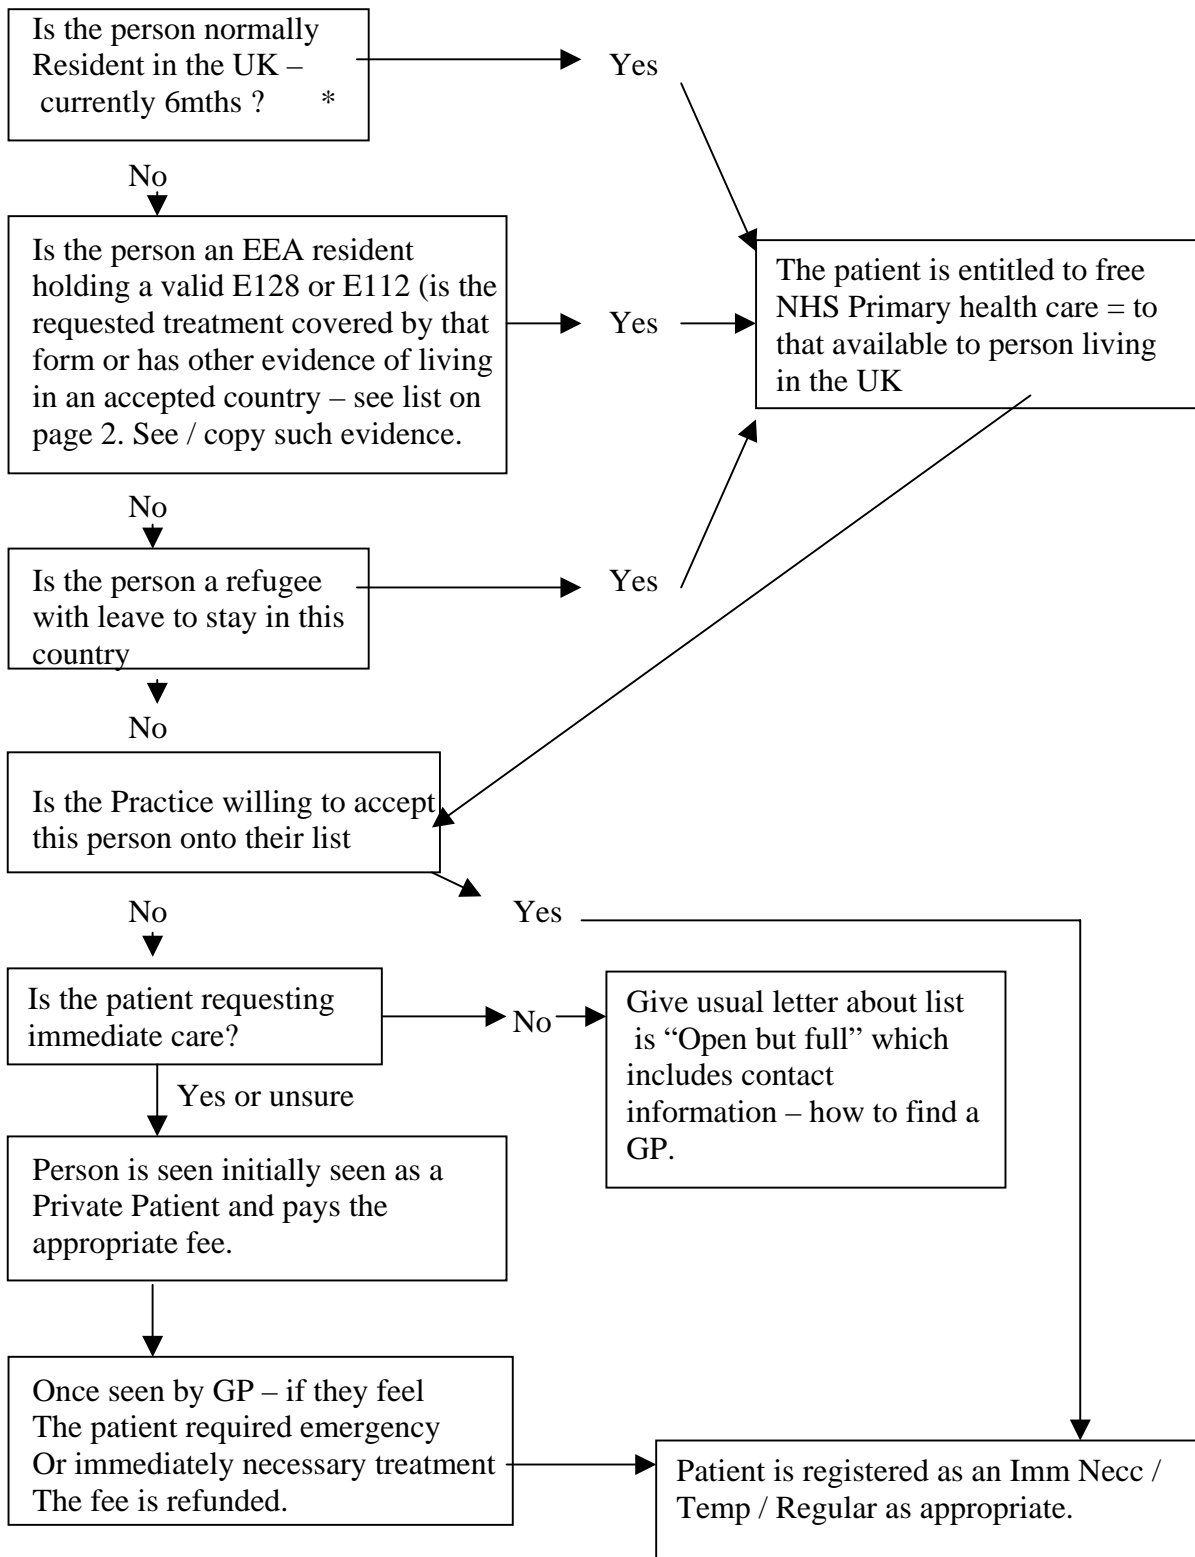 Is the person normally
Resident in the UK –
currently 6mths ? *
Yes
No
Is the person an EEA resident
holding a valid E128 or E112 (is the
requested treatment covered by that
form or has other evidence of living
in an accepted country – see list on
page 2. See / copy such evidence.
Yes
The patient is entitled to free
NHS Primary health care = to
that available to person living
in the UK
No
Is the person a refugee
with leave to stay in this
country
Yes
No
Is the Practice willing to accept
this person onto their list
No
Yes
Is the patient requesting
immediate care?
No
Give usual letter about list
is “Open but full” which
includes contact
information – how to find a
GP.
Yes or unsure
Person is seen initially seen as a
Private Patient and pays the
appropriate fee.
Once seen by GP – if they feel
The patient required emergency
Or immediately necessary treatment
The fee is refunded.
Patient is registered as an Imm Necc /
Temp / Regular as appropriate.